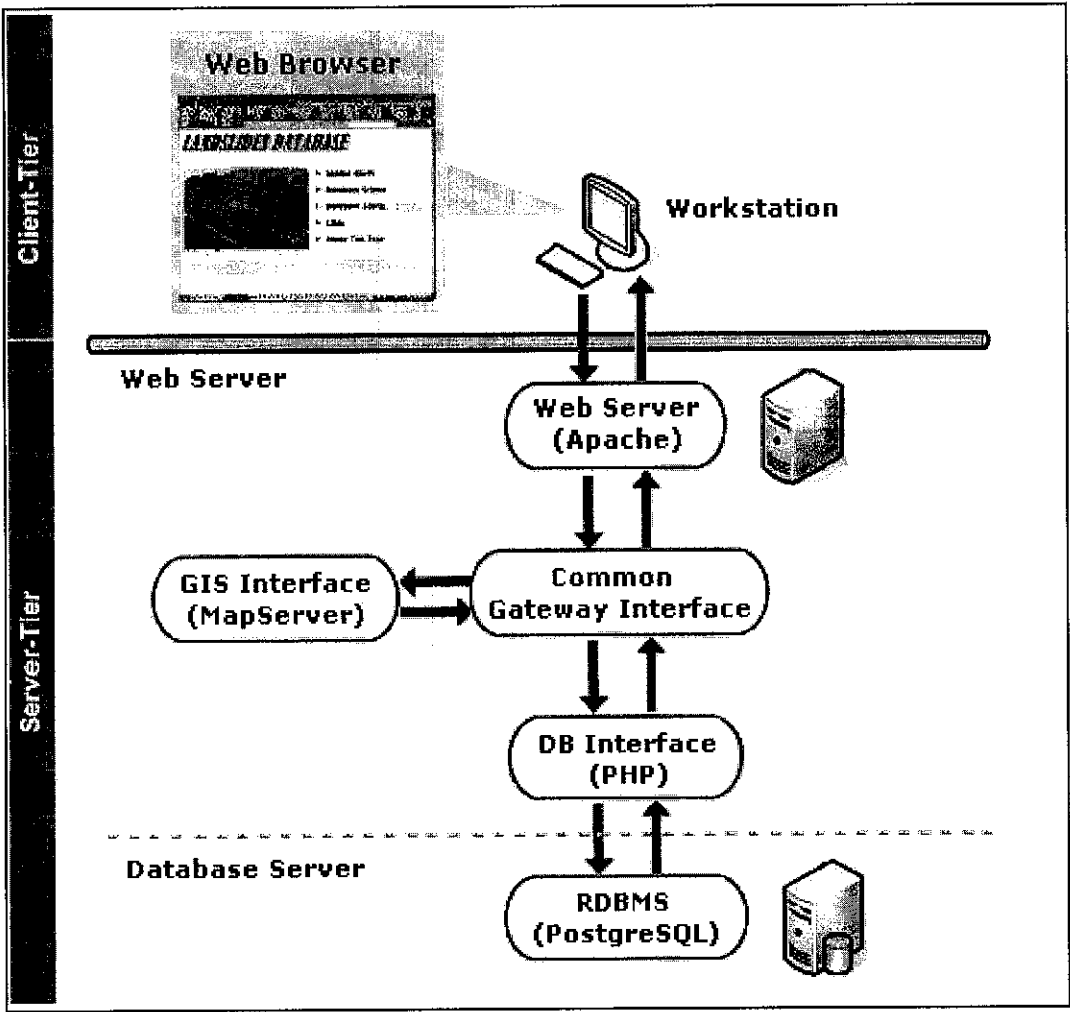 Client-Tier
Web Browser
LANDSLIDES DATABASE
Workstation
Server-Tier
Web Server
Web Server
(Apache)
GIS Interface
(MapServer)
Common
Gateway Interface
DB Interface
(PHP)
Database Server
RDBMS
(PostgreSQL)